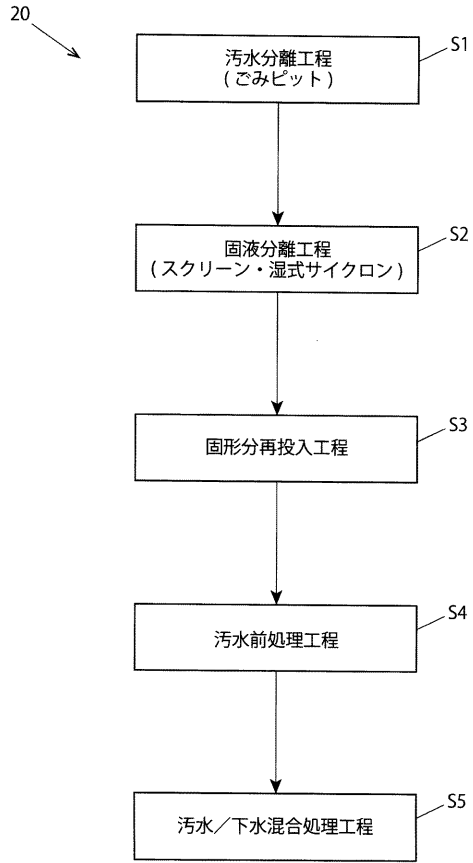 20
汚水分離工程
(ごみピット)
S1
固液分離工程
(スクリーン・湿式サイクロン)
S2
固形分再投入工程
S3
汚水前処理工程
S4
汚水／下水混合処理工程
S5